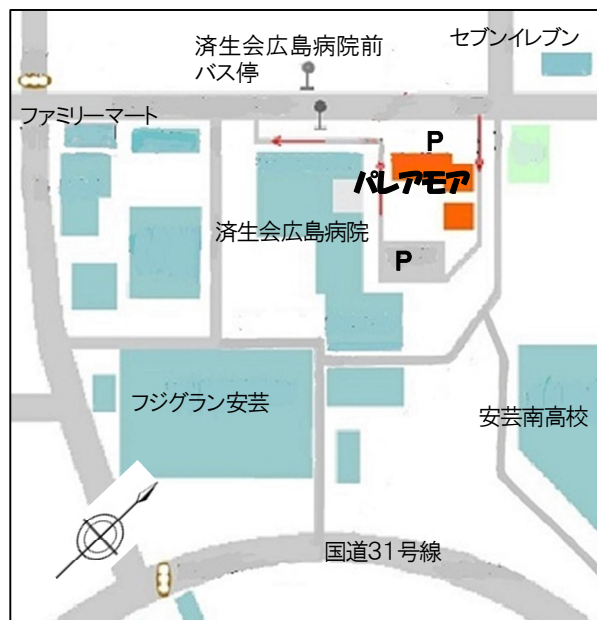 セブンイレブン
済生会広島病院前
バス停
ファミリーマート
P
パレアモア
済生会広島病院
P
フジグラン安芸
安芸南高校
国道31号線